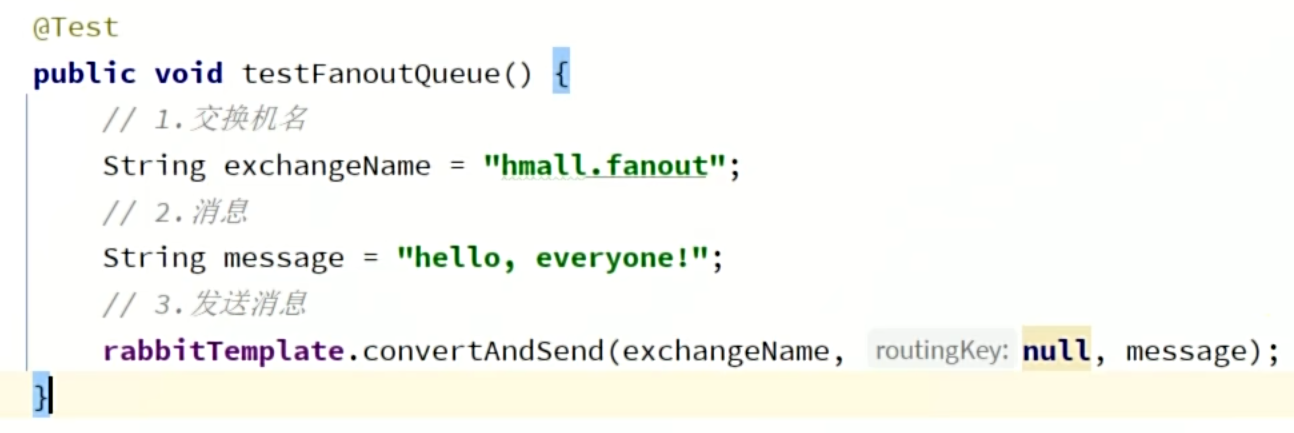 @Test
public void testFanoutQueue() {
// 1.交换机名
String exchangeName = "hmall.fanout";
// 2.消息
String message = "hello, everyone!";
// 3.发送消息
rabbitTemplate.convertAndSend(exchangeName, routingKey: null, message);
}